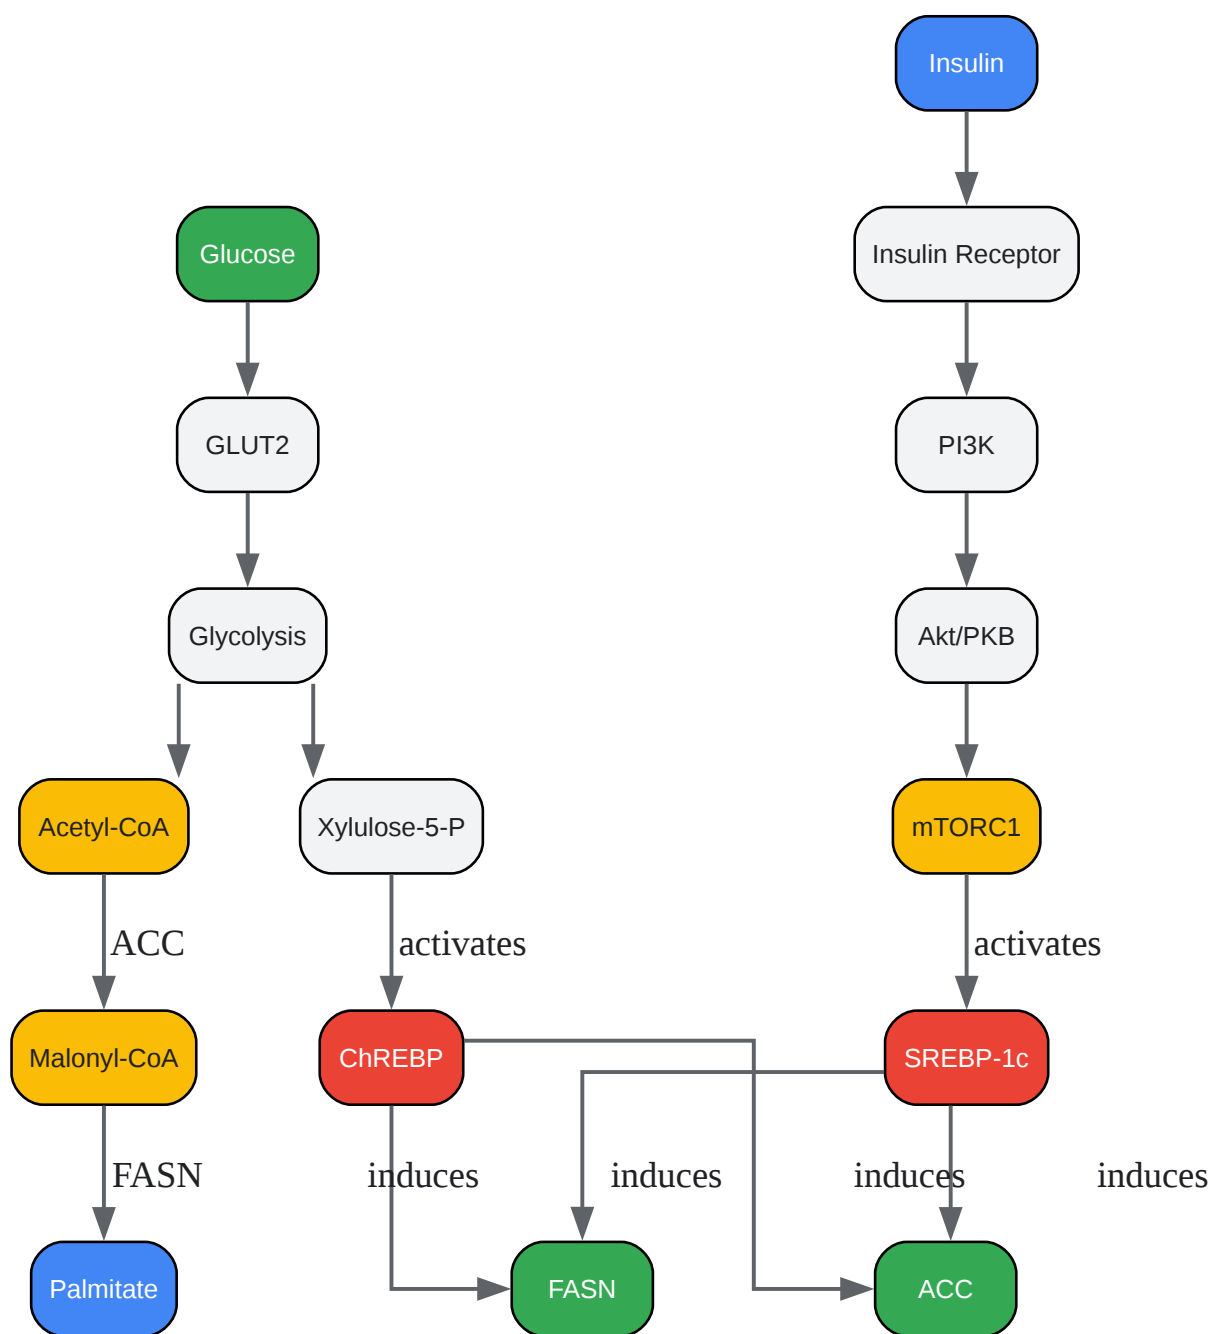 Insulin
Glucose
Insulin Receptor
GLUT2
PI3K
Glycolysis
Akt/PKB
Acetyl-CoA
Xylulose-5-P
mTORC1
ACC
activates
activates
Malonyl-CoA
ChREBP
SREBP-1c
FASN
induces
induces
induces
induces
Palmitate
FASN
ACC